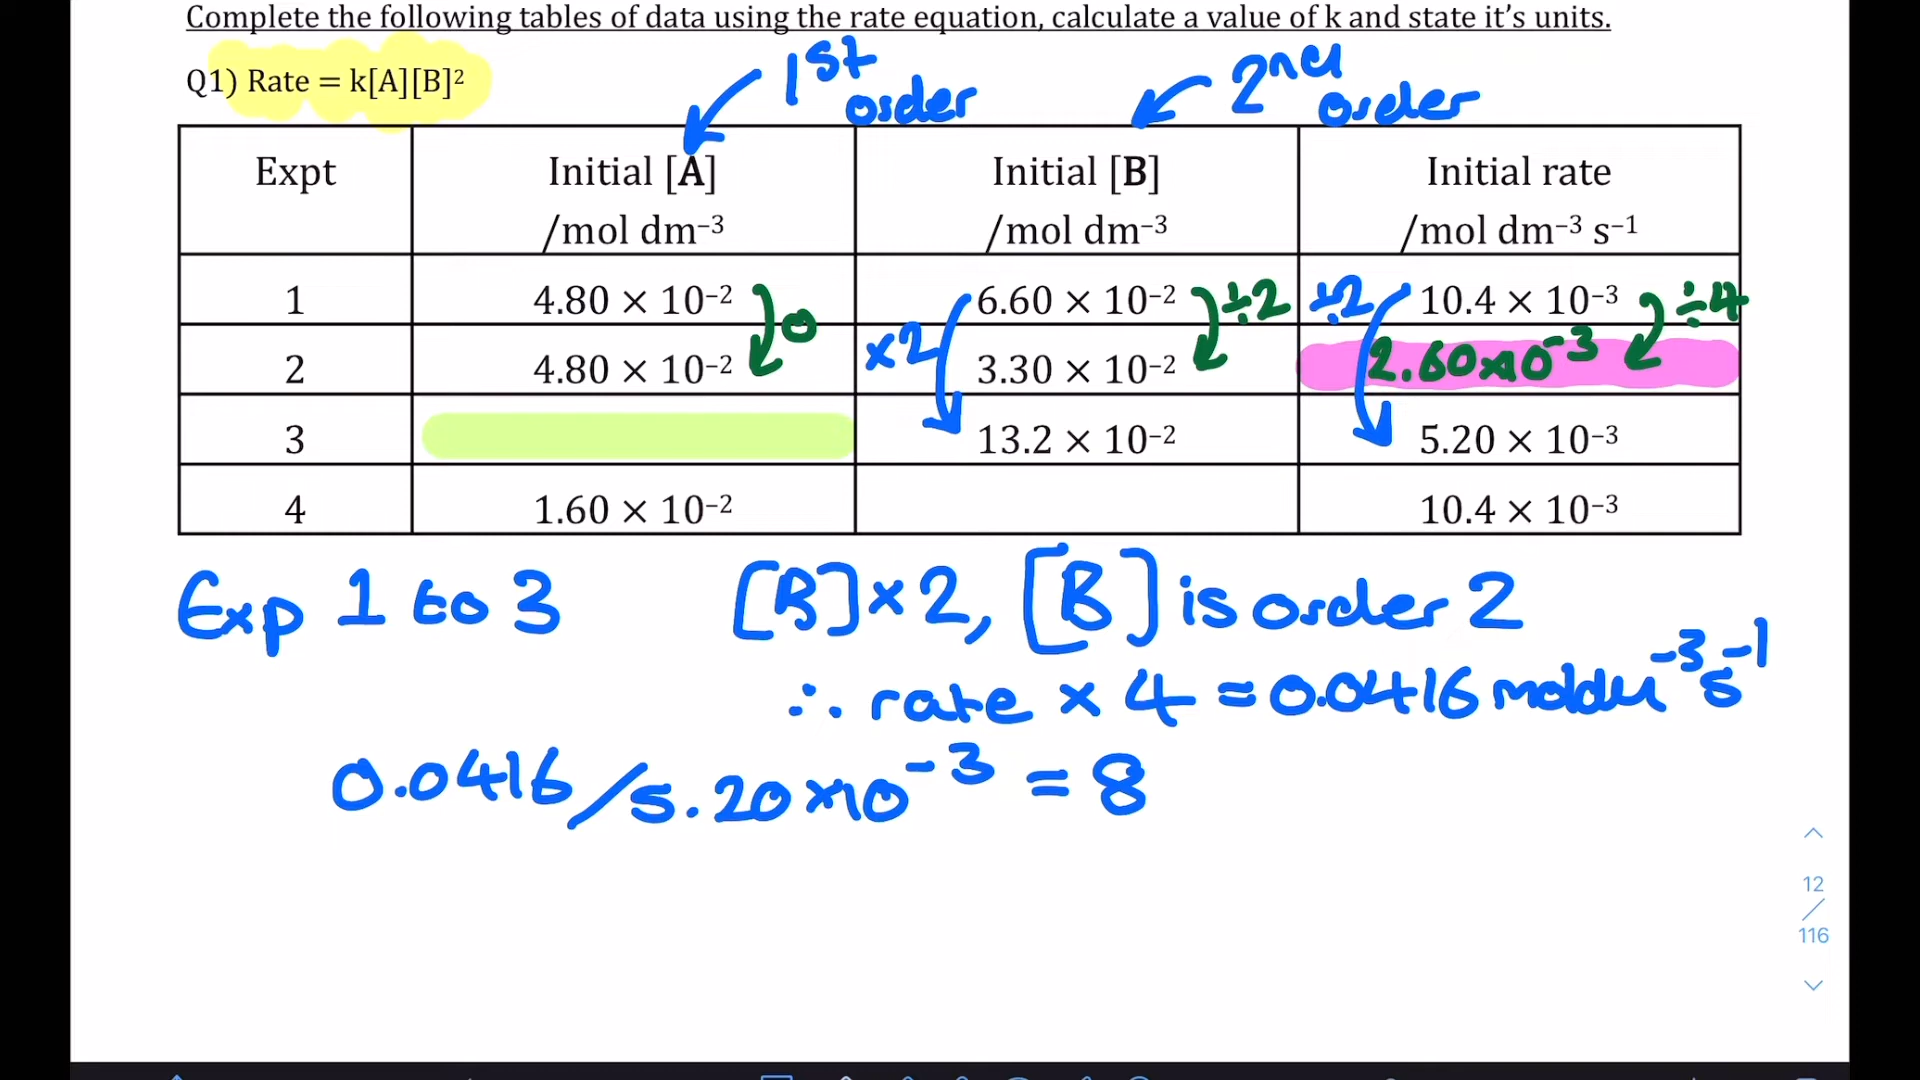 Complete the following tables of data using the rate equation, calculate a value of k and state it's units.
1st order
2nd order
Q1) Rate = k[A][B]²
Expt Initial [A] /mol dm⁻³ Initial [B] /mol dm⁻³ Initial rate /mol dm⁻³ s⁻¹
1 4.80 × 10⁻² 6.60 × 10⁻² ÷2 ÷2 10.4 × 10⁻³ ÷4
0 ×2
2 4.80 × 10⁻² 3.30 × 10⁻² 2.60×10⁻³
3 13.2 × 10⁻² 5.20 × 10⁻³
4 1.60 × 10⁻² 10.4 × 10⁻³
Exp 1 to 3 [B]×2, [B] is order 2
∴ rate × 4 = 0.0416 moldm⁻³s⁻¹
0.0416/5.20×10⁻³ = 8
12
/
116